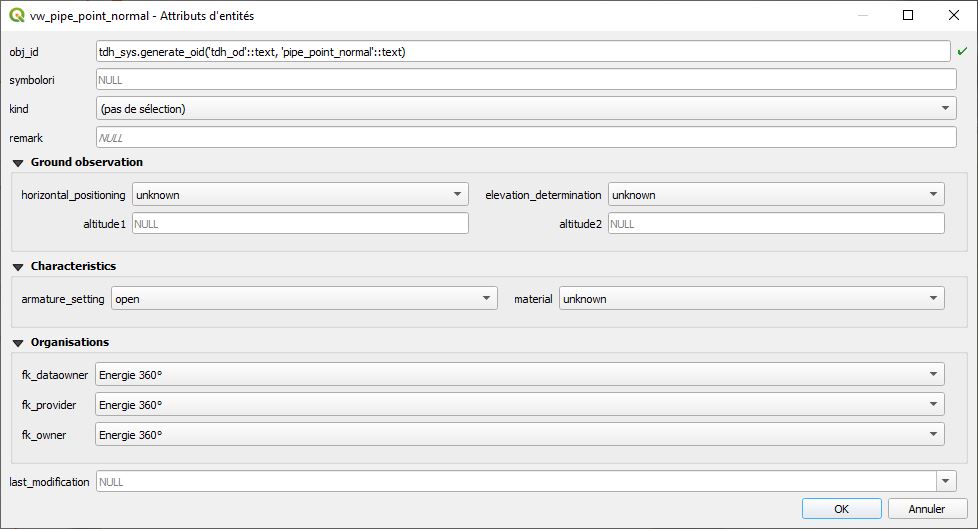 vw_pipe_point_normal - Attributs d'entités
obj_id tdh_sys.generate_oid('tdh_od'::text, 'pipe_point_normal'::text)
symbolori NULL
kind (pas de sélection)
remark NULL
Ground observation
horizontal_positioning unknown elevation_determination unknown
altitude1 NULL altitude2 NULL
Characteristics
armature_setting open material unknown
Organisations
fk_dataowner Energie 360°
fk_provider Energie 360°
fk_owner Energie 360°
last_modification NULL
OK Annuler